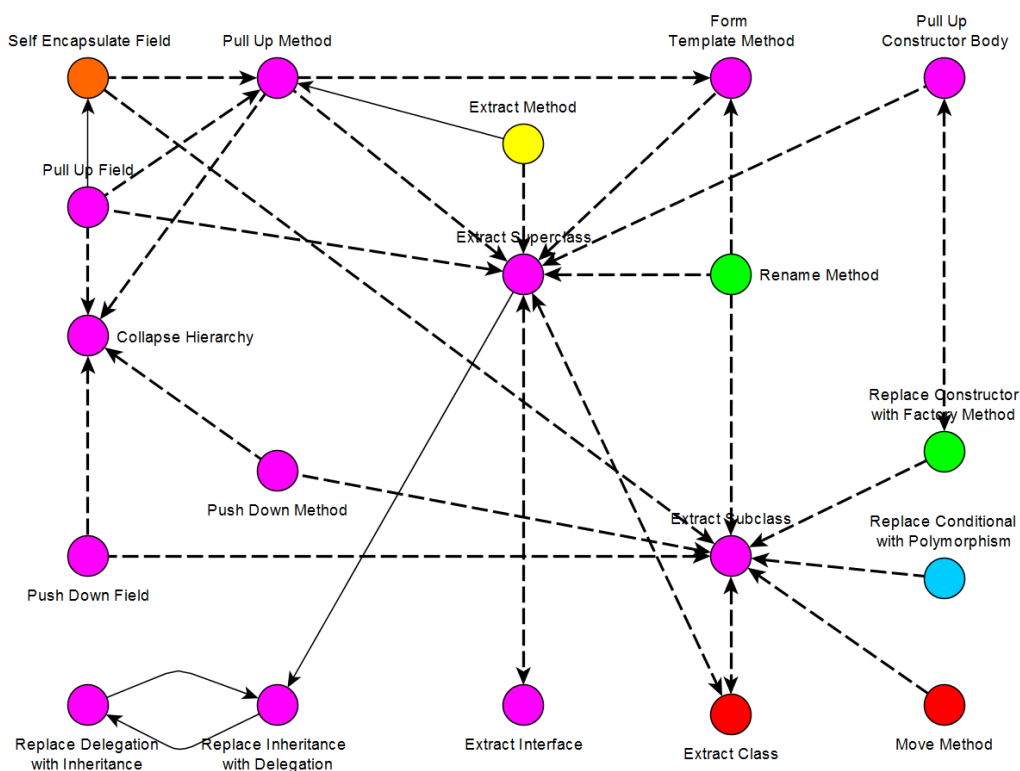 Self Encapsulate Field
Pull Up Method
Form
Template Method
Pull Up
Constructor Body
Extract Method
Pull Up Field
Extract Superclass
Rename Method
Collapse Hierarchy
Replace Constructor
with Factory Method
Push Down Method
Extract Subclass
Replace Conditional
with Polymorphism
Push Down Field
Replace Delegation
with Inheritance
Replace Inheritance
with Delegation
Extract Interface
Extract Class
Move Method